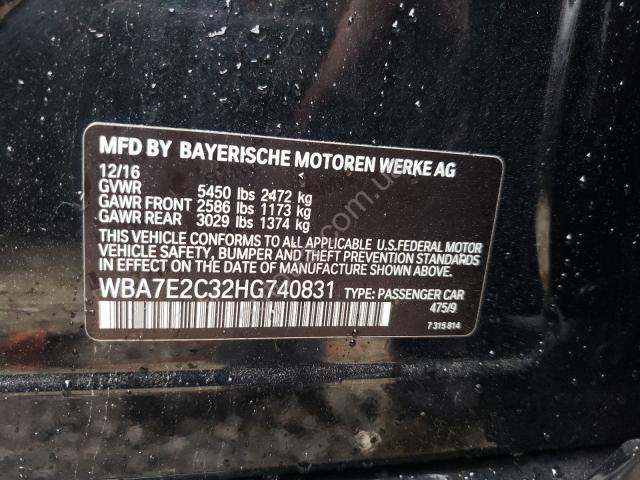 MFD BY BAYERISCHE MOTOREN WERKE AG
12/16
GVWR 5450 lbs 2472 kg
GAWR FRONT 2586 lbs 1173 kg
GAWR REAR 3029 lbs 1374 kg
THIS VEHICLE CONFORMS TO ALL APPLICABLE U.S.FEDERAL MOTOR
VEHICLE SAFETY, BUMPER AND THEFT PREVENTION STANDARDS
IN EFFECT ON THE DATE OF MANUFACTURE SHOWN ABOVE.
WBA7E2C32HG740831 TYPE: PASSENGER CAR
475/9
7 315 814